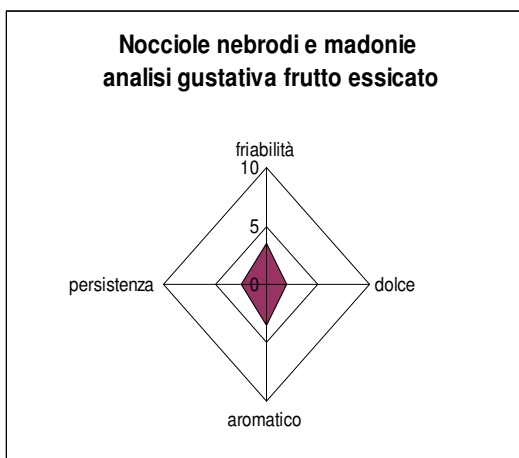 Nocciole nebrodi e madonie
analisi gustativa frutto essicato
friabilità
10
5
persistenza
0
dolce
aromatico